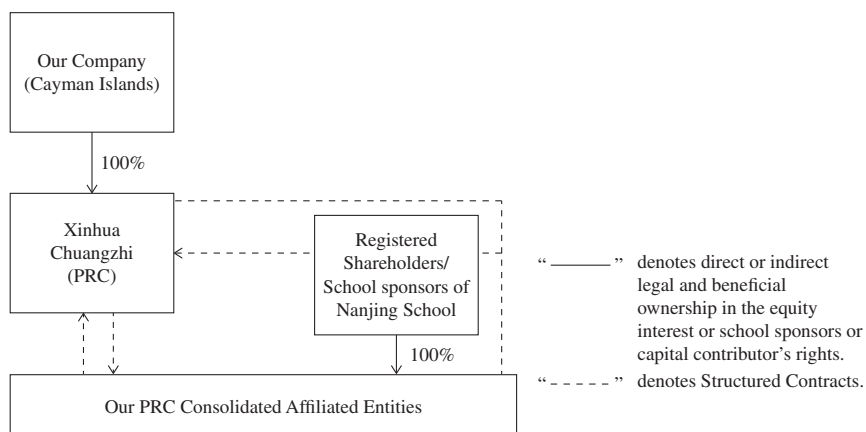 Our Company
(Cayman Islands)
100%
Xinhua
Chuangzhi
(PRC)
Registered
Shareholders/
School sponsors of
Nanjing School
100%
Our PRC Consolidated Affiliated Entities
“ ——— ” denotes direct or indirect
legal and beneficial
ownership in the equity
interest or school sponsors or
capital contributor’s rights.
“ ----- ” denotes Structured Contracts.